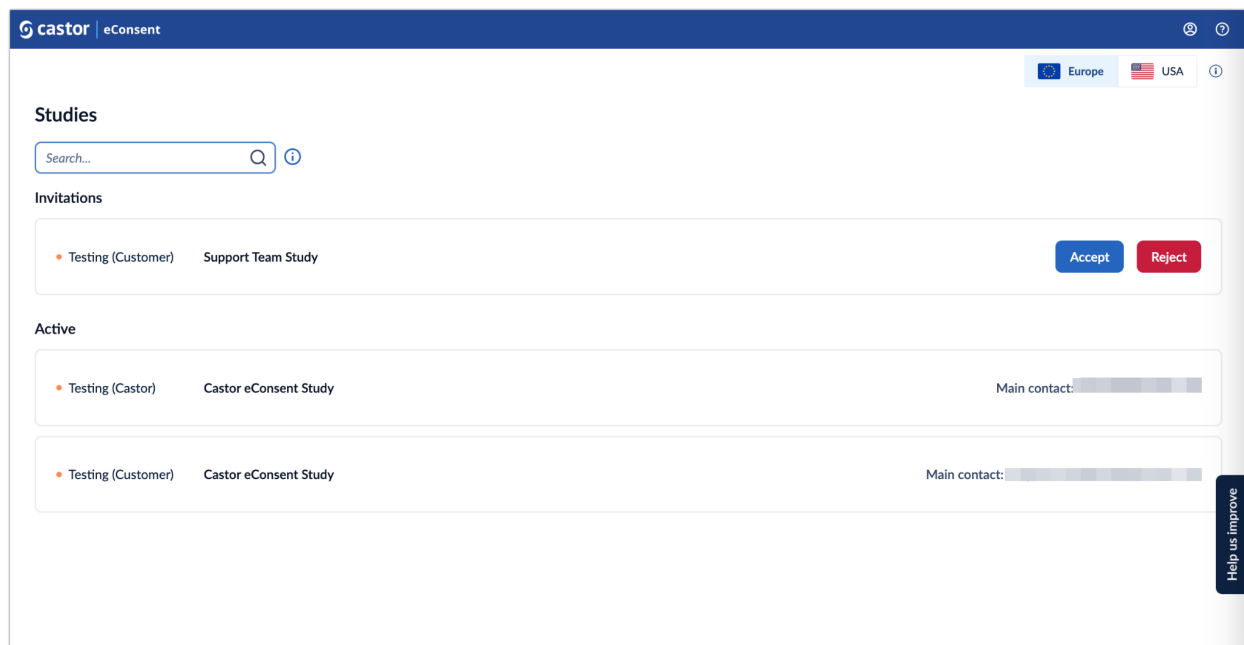 castor | eConsent
Europe USA
Studies
Search...
Invitations
Testing (Customer) Support Team Study Accept Reject
Active
Testing (Castor) Castor eConsent Study Main contact:
Testing (Customer) Castor eConsent Study Main contact:
Help us improve